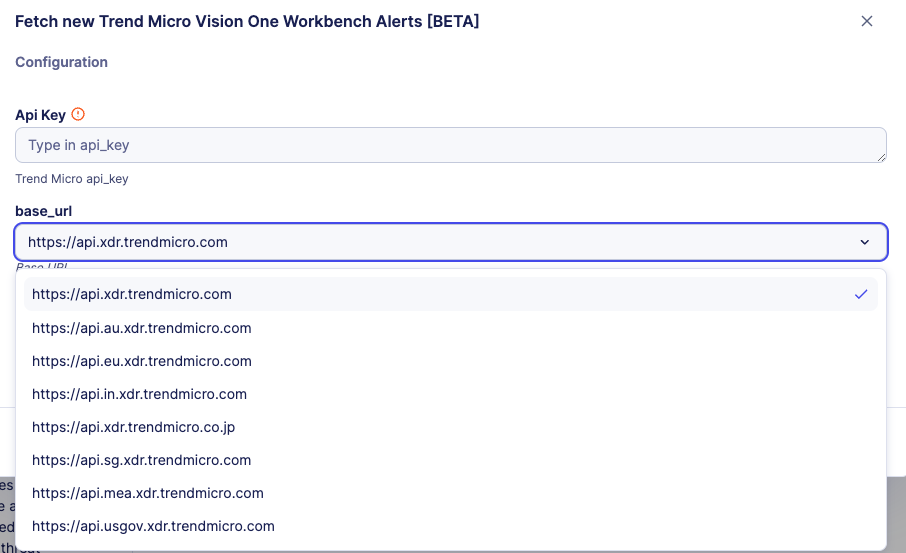 Fetch new Trend Micro Vision One Workbench Alerts [BETA]
Configuration
Api Key
Type in api_key
Trend Micro api_key
base_url
https://api.xdr.trendmicro.com
Base URL
https://api.xdr.trendmicro.com
https://api.au.xdr.trendmicro.com
https://api.eu.xdr.trendmicro.com
https://api.in.xdr.trendmicro.com
https://api.xdr.trendmicro.co.jp
https://api.sg.xdr.trendmicro.com
https://api.mea.xdr.trendmicro.com
https://api.usgov.xdr.trendmicro.com